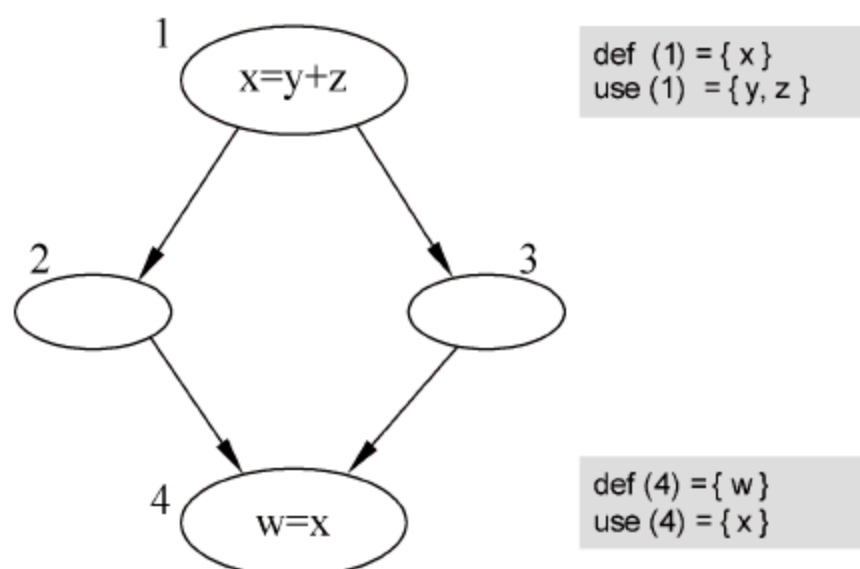 1
x=y+z
def (1) = { x }
use (1) = { y, z }
2
3
4
w=x
def (4) = { w }
use (4) = { x }